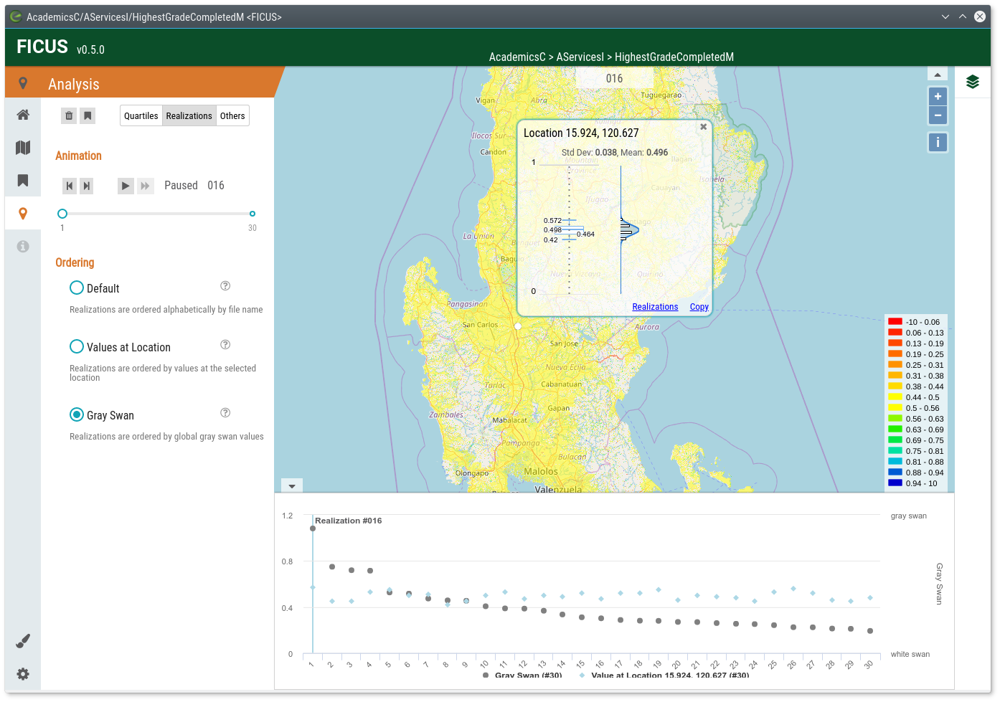 AcademicsC/AServicesI/HighestGradeCompletedM <FICUS>
FICUS v0.5.0
AcademicsC > AServicesI > HighestGradeCompletedM
Analysis
Quartiles Realizations Others
Animation
Paused 016
1 30
Ordering
Default
Realizations are ordered alphabetically by file name
Values at Location
Realizations are ordered by values at the selected
location
Gray Swan
Realizations are ordered by global gray swan values
016
+
−
i
Vigan
Abra
Tuguegarao
Kalinga
Ilocos Sur
Candon
Mountain
Province
Ilagan
Isabela
Cauayan
Ifugao
Santiago
La Union
Benguet
Baguio
Nueva Vizcaya
Quirino
Pangasinan
San Carlos
Aurora
San Jose
Nueva Ecija
Tarlac
Cabanatuan
Gapan
Zambales
Mabalacat
Pampanga
Bulacan
Olongapo
Malolos
Valenzuela
Location 15.924, 120.627
Std Dev: 0.038, Mean: 0.496
1
0.572
0.498
0.464
0.42
0
Realizations Copy
-10 - 0.06
0.06 - 0.13
0.13 - 0.19
0.19 - 0.25
0.25 - 0.31
0.31 - 0.38
0.38 - 0.44
0.44 - 0.5
0.5 - 0.56
0.56 - 0.63
0.63 - 0.69
0.69 - 0.75
0.75 - 0.81
0.81 - 0.88
0.88 - 0.94
0.94 - 10
1.2
0.8
0.4
0
Realization #016
gray swan
Gray Swan
white swan
1 2 3 4 5 6 7 8 9 10 11 12 13 14 15 16 17 18 19 20 21 22 23 24 25 26 27 28 29 30
Gray Swan (#30) Value at Location 15.924, 120.627 (#30)